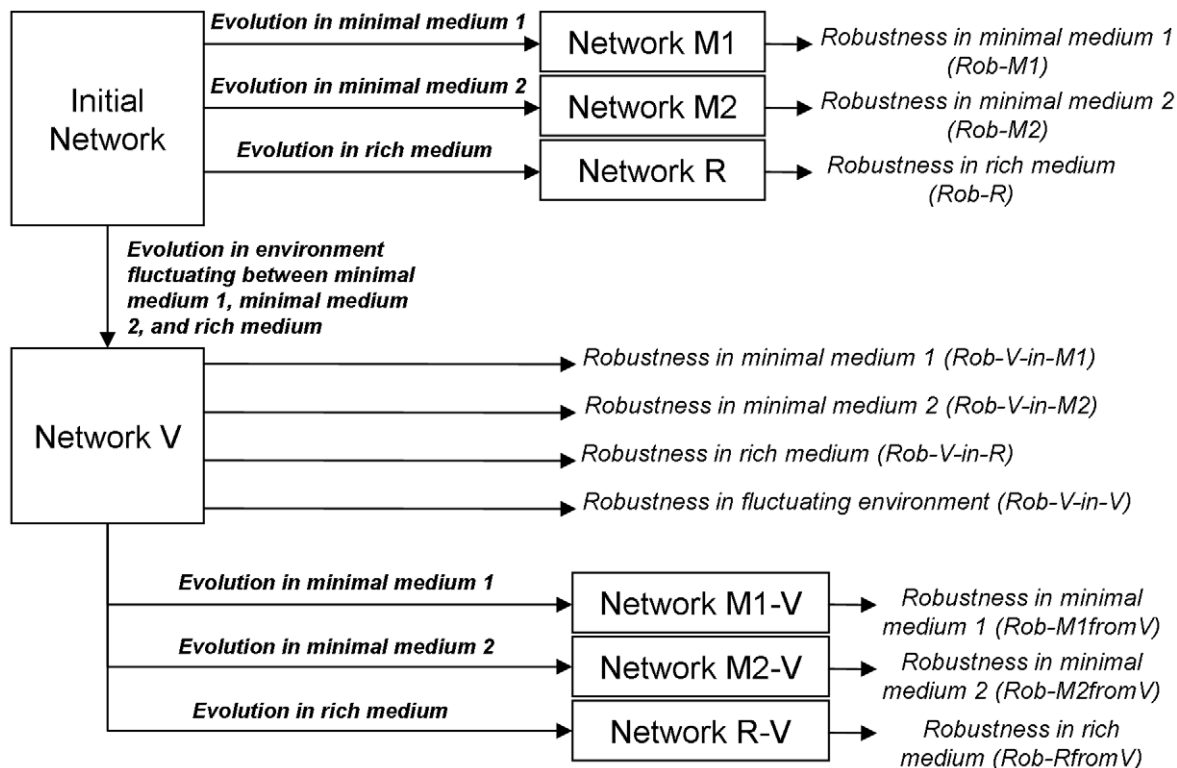 Initial
Network
Evolution in minimal medium 1
Network M1
Robustness in minimal medium 1
(Rob-M1)
Evolution in minimal medium 2
Network M2
Robustness in minimal medium 2
(Rob-M2)
Evolution in rich medium
Network R
Robustness in rich medium
(Rob-R)
Evolution in environment
fluctuating between minimal
medium 1, minimal medium
2, and rich medium
Network V
Robustness in minimal medium 1 (Rob-V-in-M1)
Robustness in minimal medium 2 (Rob-V-in-M2)
Robustness in rich medium (Rob-V-in-R)
Robustness in fluctuating environment (Rob-V-in-V)
Evolution in minimal medium 1
Network M1-V
Robustness in minimal
medium 1 (Rob-M1fromV)
Evolution in minimal medium 2
Network M2-V
Robustness in minimal
medium 2 (Rob-M2fromV)
Evolution in rich medium
Network R-V
Robustness in rich
medium (Rob-RfromV)